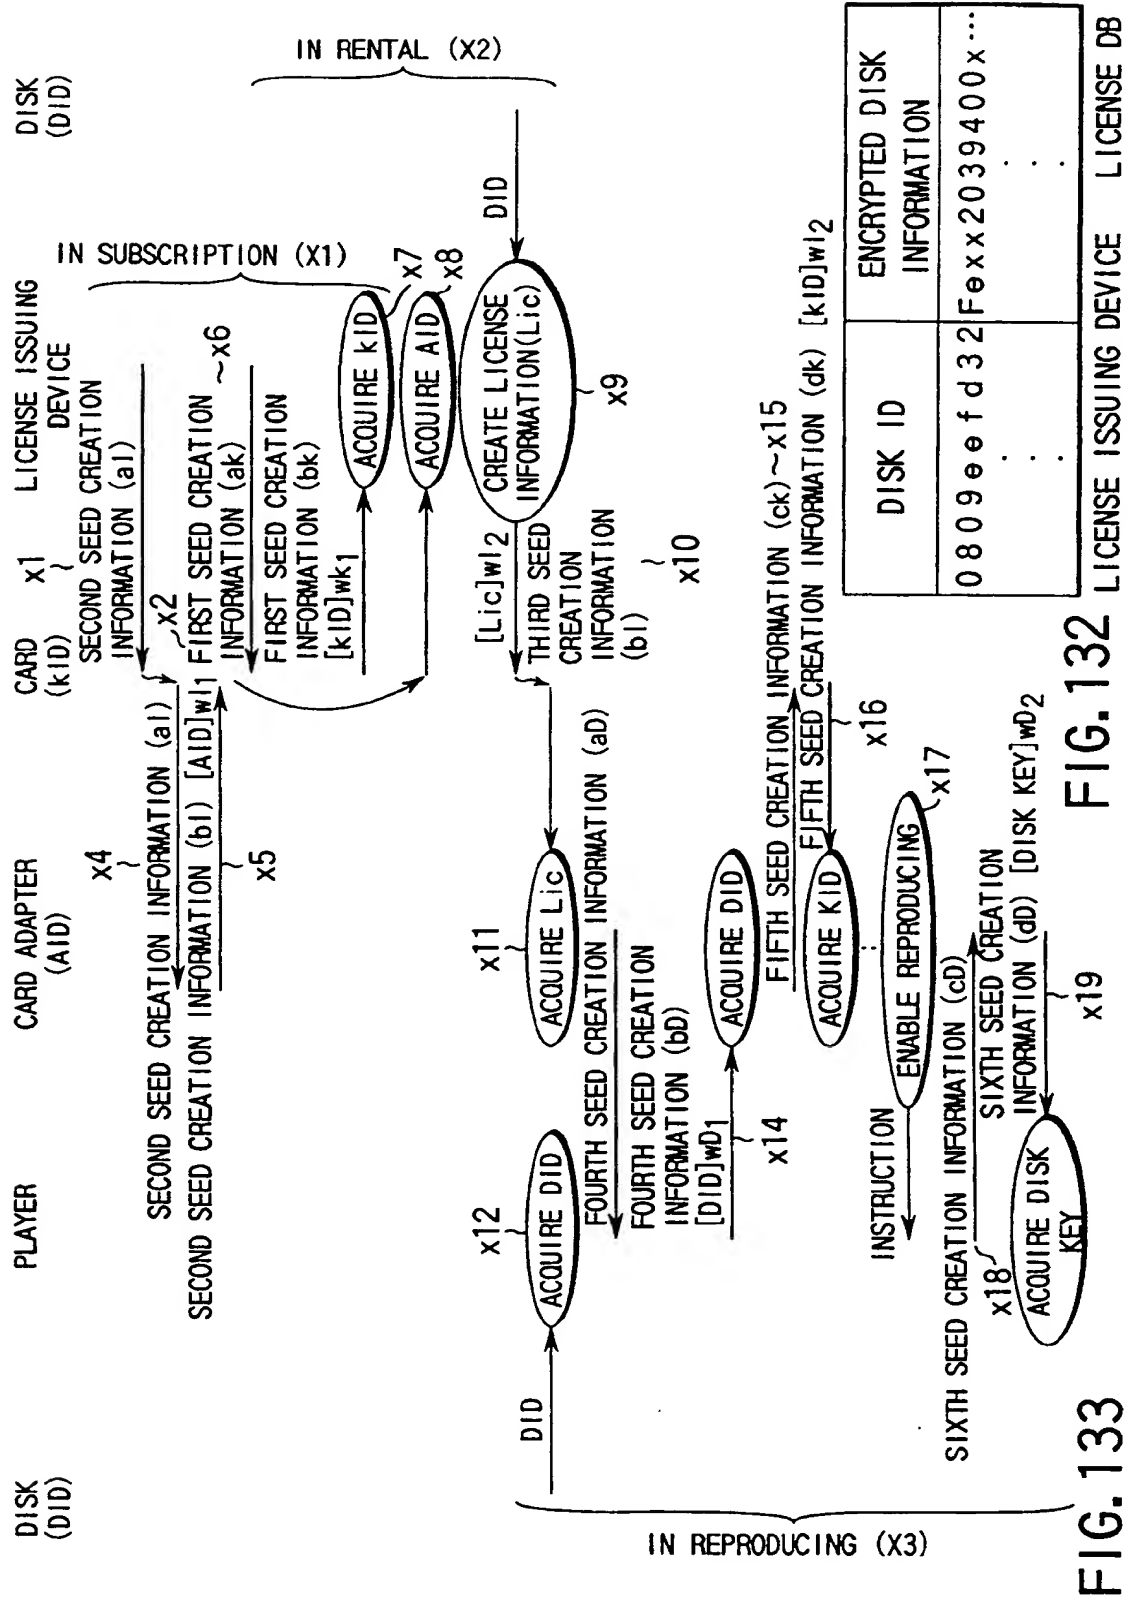 DISK
(DID)
PLAYER
CARD ADAPTER
(AID)
CARD
(kID)
LICENSE ISSUING
DEVICE
DISK
(DID)
x1
SECOND SEED CREATION
INFORMATION (aI)
IN SUBSCRIPTION (X1)
x2
x4
SECOND SEED CREATION INFORMATION (aI)
SECOND SEED CREATION INFORMATION (bI) [AID]wI1
x5
FIRST SEED CREATION
INFORMATION (ak)
~x6
FIRST SEED CREATION
INFORMATION (bk)
[kID]wk1
ACQUIRE kID
x7
ACQUIRE AID
x8
IN RENTAL (X2)
DID
CREATE LICENSE
INFORMATION(Lic)
x9
[Lic]wI2
THIRD SEED
CREATION
INFORMATION
(bI)
~x10
x11
ACQUIRE Lic
x12
ACQUIRE DID
DID
FOURTH SEED CREATION INFORMATION (aD)
FOURTH SEED CREATION
INFORMATION (bD)
[DID]wD1
x14
ACQUIRE DID
FIFTH SEED CREATION INFORMATION (ck)~x15
FIFTH SEED CREATION INFORMATION (dk) [kID]wI2
x16
ACQUIRE KID
ENABLE REPRODUCING
x17
INSTRUCTION
SIXTH SEED CREATION INFORMATION (cD)
x18
SIXTH SEED CREATION
INFORMATION (dD) [DISK KEY]wD2
x19
ACQUIRE DISK
KEY
IN REPRODUCING (X3)
FIG. 133
DISK ID
ENCRYPTED DISK
INFORMATION
0809eefd32
Fexx2039400x...
LICENSE ISSUING DEVICE
LICENSE DB
FIG. 132